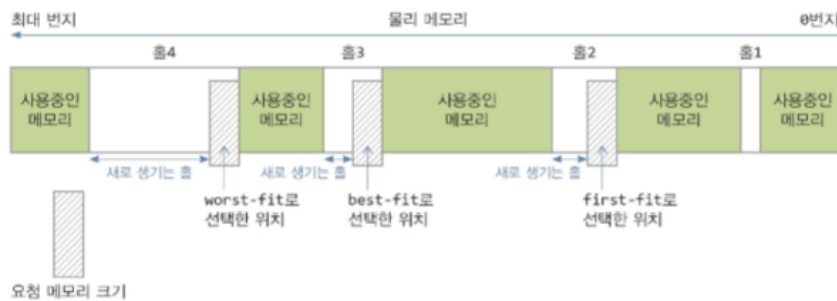 최대 번지 물리 메모리 0번지
홀4 홀3 홀2 홀1
사용중인 사용중인 사용중인 사용중인 사용중인
메모리 메모리 메모리 메모리 메모리
새로 생기는 홀 새로 생기는 홀 새로 생기는 홀
worst-fit로 best-fit로 first-fit로
선택한 위치 선택한 위치 선택한 위치
요청 메모리 크기